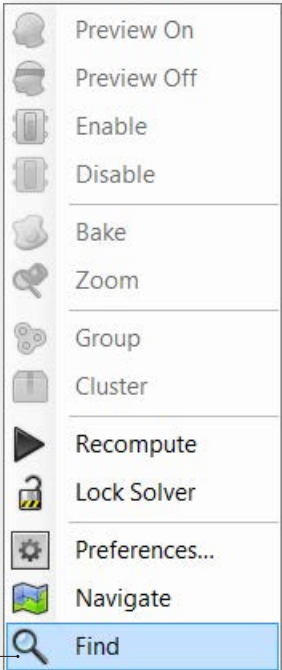 Preview On
Preview Off
Enable
Disable
Bake
Zoom
Group
Cluster
Recompute
Lock Solver
Preferences...
Navigate
Find